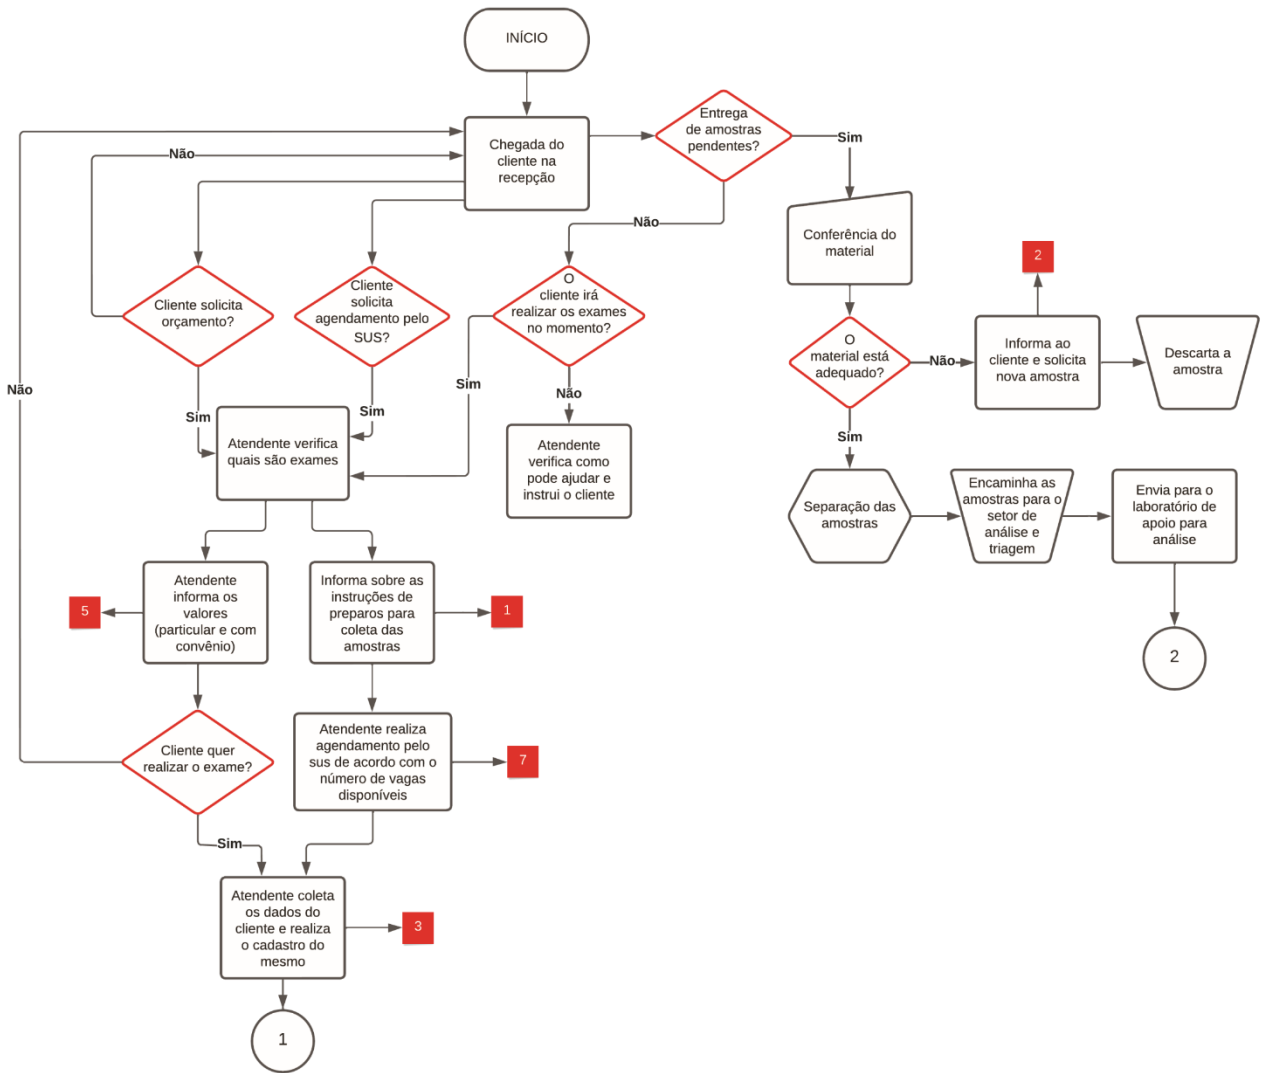 INÍCIO
Chegada do
cliente na
recepção
Entrega
de amostras
pendentes?
Sim
Não
Não
Conferência do
material
2
Cliente solicita
orçamento?
Cliente
solicita
agendamento pelo
SUS?
O
cliente irá
realizar os exames
no momento?
O
material está
adequado?
Não
Informa ao
cliente e solicita
nova amostra
Descarta a
amostra
Não
Sim
Sim
Sim
Não
Sim
Atendente verifica
quais são exames
Atendente
verifica como
pode ajudar e
instrui o cliente
Separação das
amostras
Encaminha as
amostras para o
setor de
análise e
triagem
Envia para o
laboratório de
apoio para
análise
5
Atendente
informa os
valores
(particular e com
convênio)
Informa sobre as
instruções de
preparos para
coleta das
amostras
1
2
Cliente quer
realizar o exame?
Atendente realiza
agendamento pelo
sus de acordo com o
número de vagas
disponíveis
7
Sim
Atendente coleta
os dados do
cliente e realiza
o cadastro do
mesmo
3
1